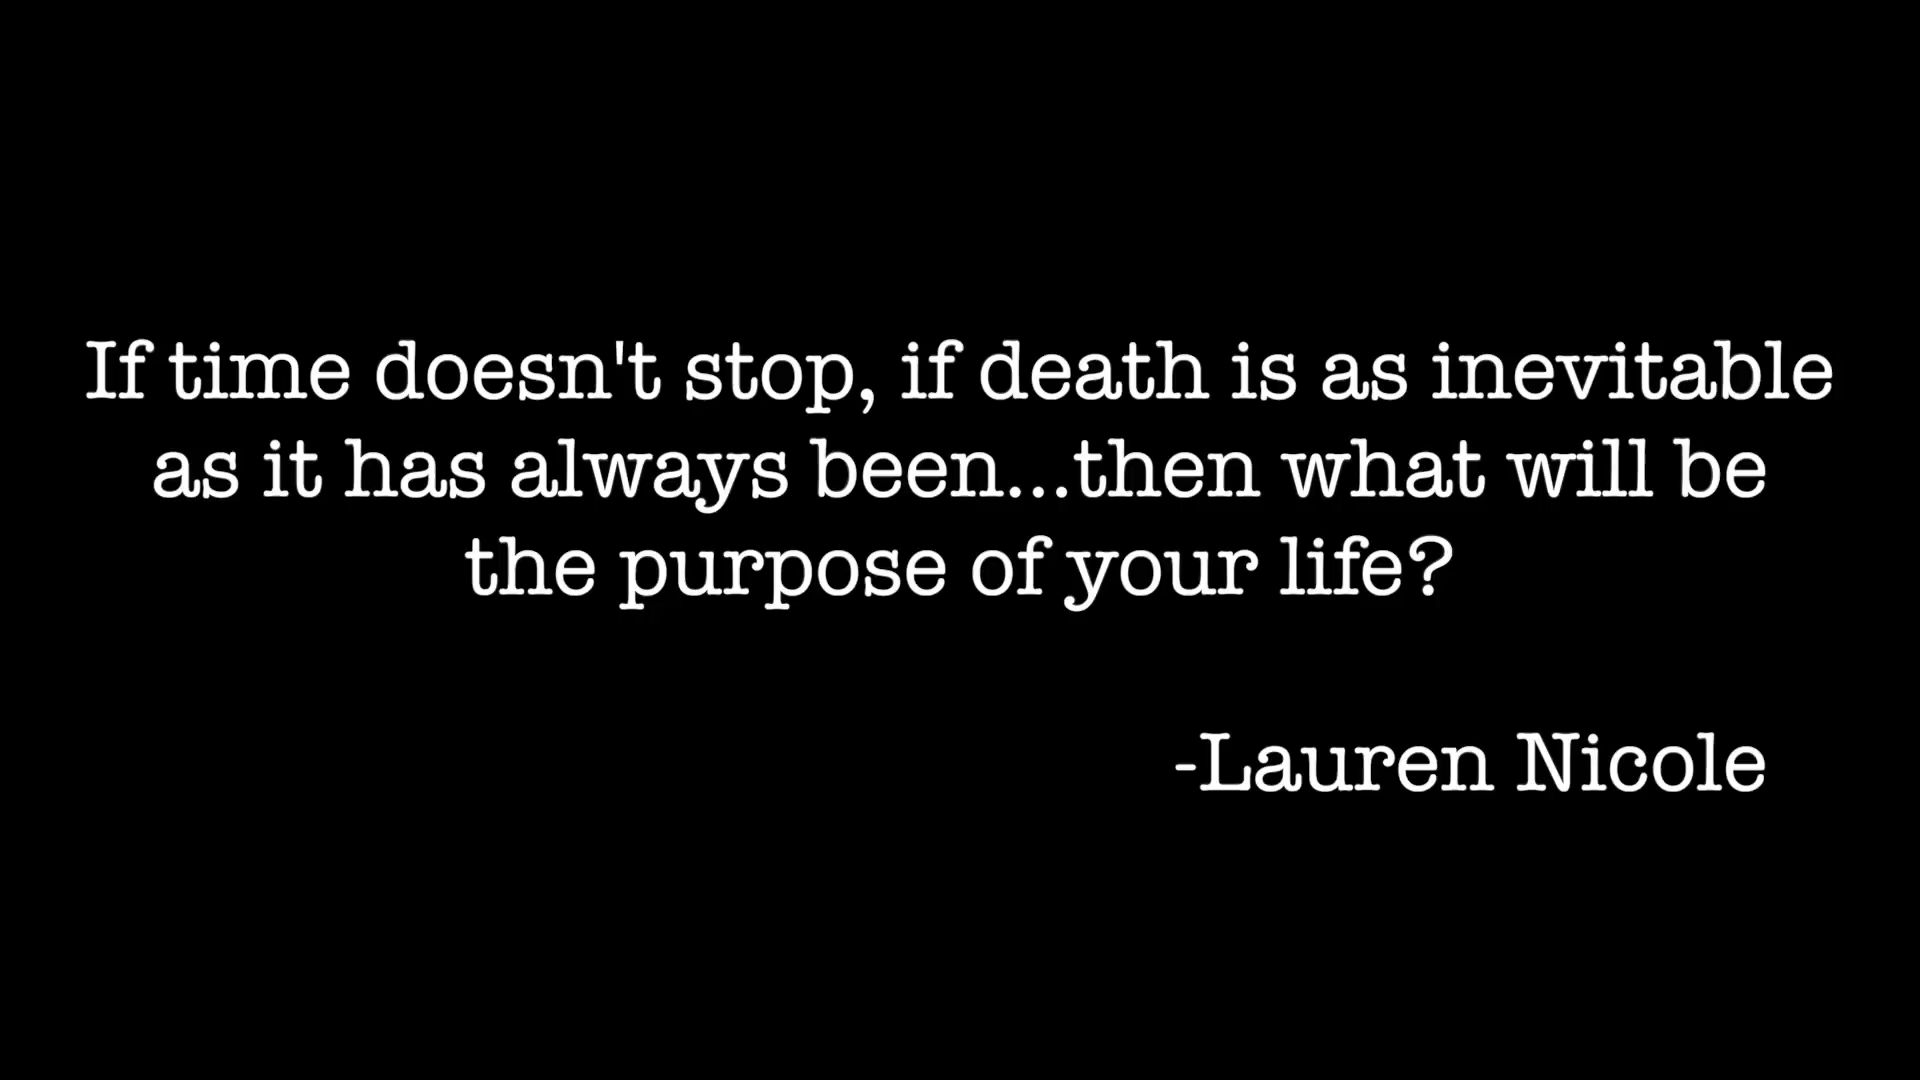 If time doesn't stop, if death is as inevitable
as it has always been...then what will be
the purpose of your life?
-Lauren Nicole